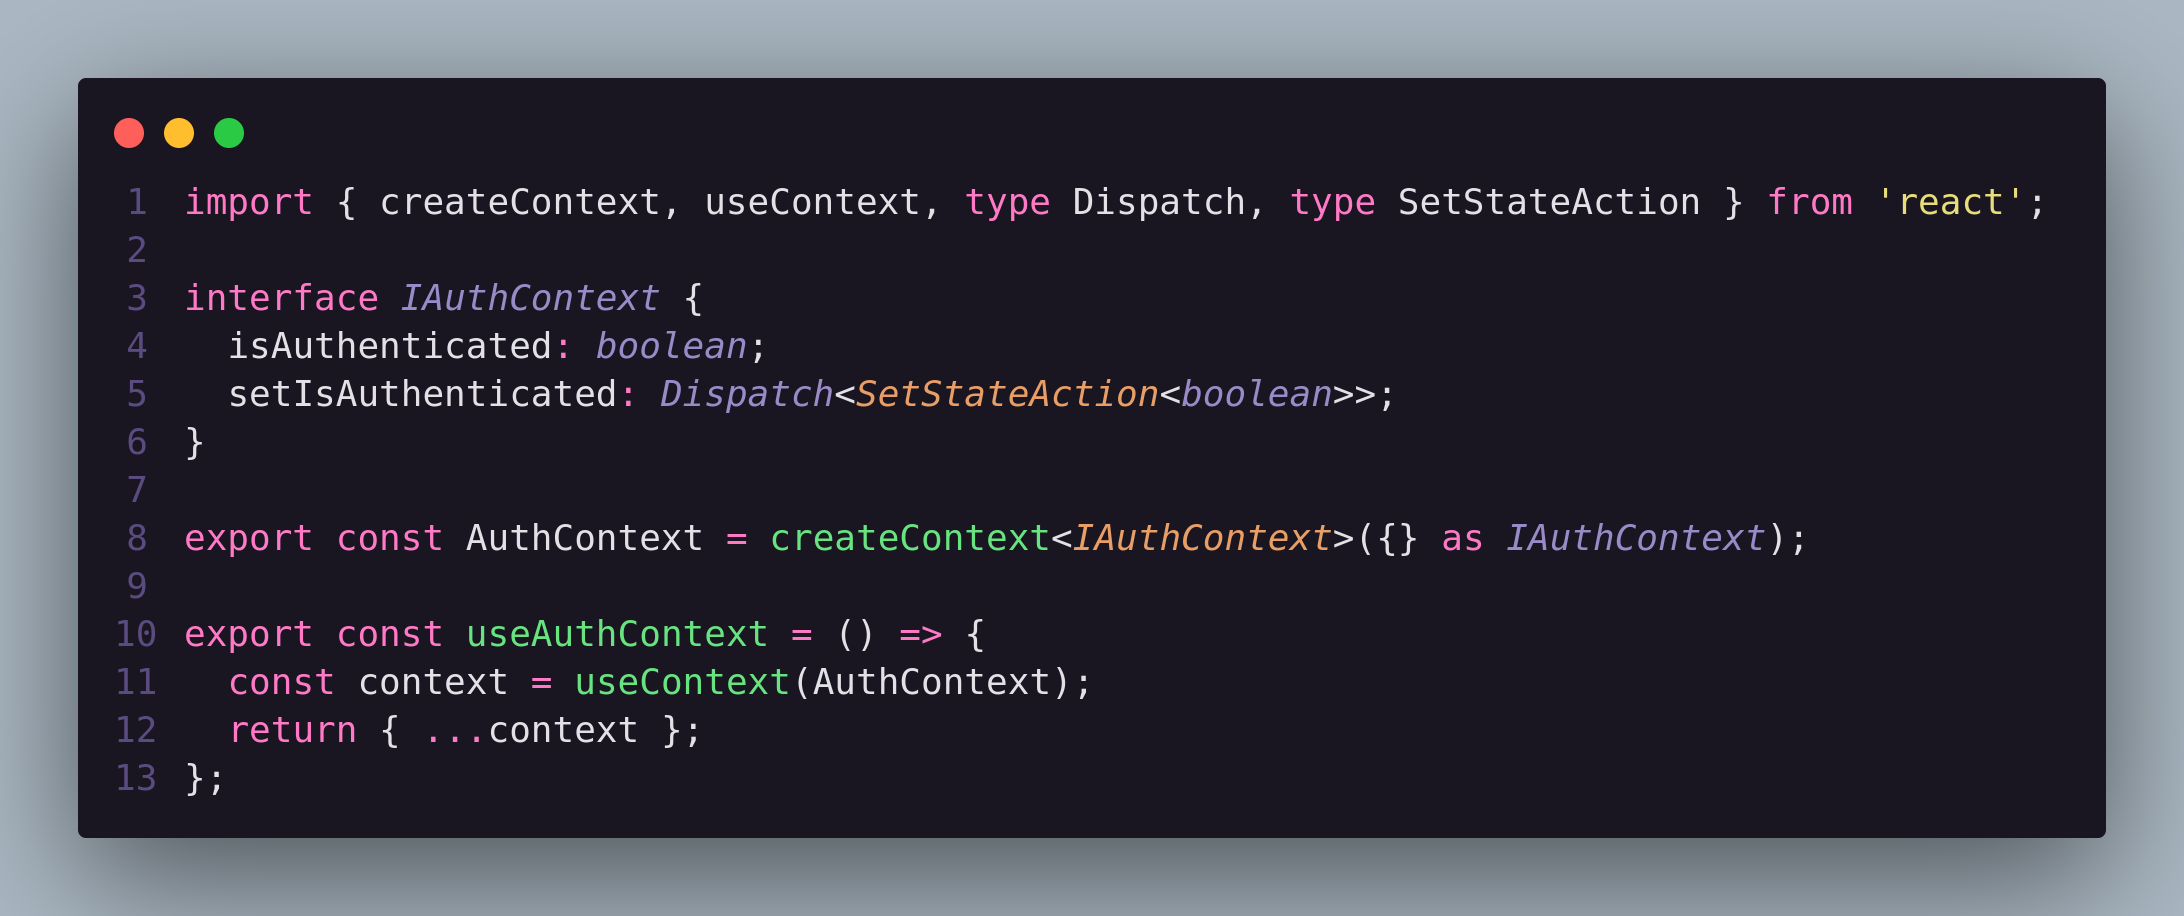 1 import { createContext, useContext, type Dispatch, type SetStateAction } from 'react';
2
3 interface IAuthContext {
4   isAuthenticated: boolean;
5   setIsAuthenticated: Dispatch<SetStateAction<boolean>>;
6 }
7
8 export const AuthContext = createContext<IAuthContext>({} as IAuthContext);
9
10 export const useAuthContext = () => {
11   const context = useContext(AuthContext);
12   return { ...context };
13 };